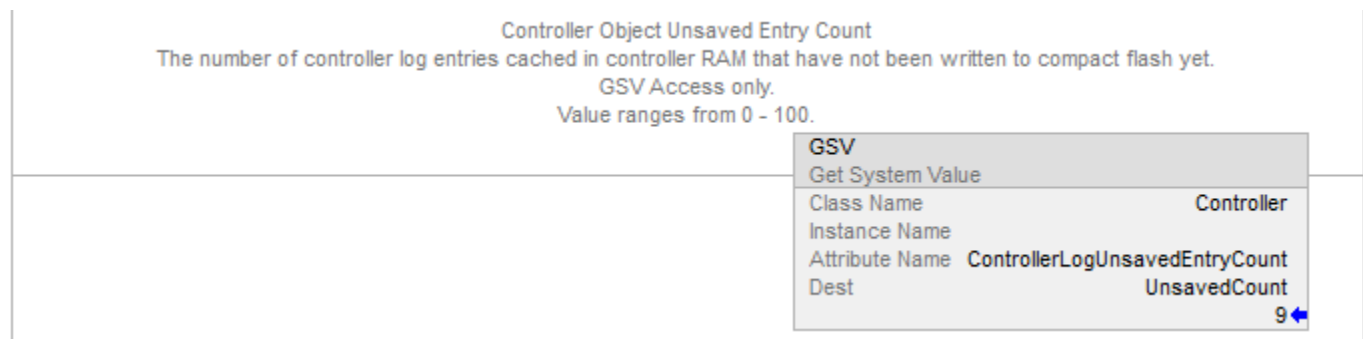 Controller Object Unsaved Entry Count
The number of controller log entries cached in controller RAM that have not been written to compact flash yet.
GSV Access only.
Value ranges from 0 - 100.
GSV
Get System Value
Class Name Controller
Instance Name
Attribute Name ControllerLogUnsavedEntryCount
Dest UnsavedCount
9